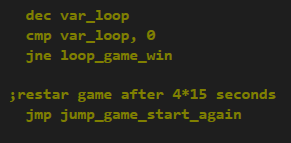 dec var_loop
cmp var_loop, 0
jne loop_game_win
;restar game after 4*15 seconds
jmp jump_game_start_again